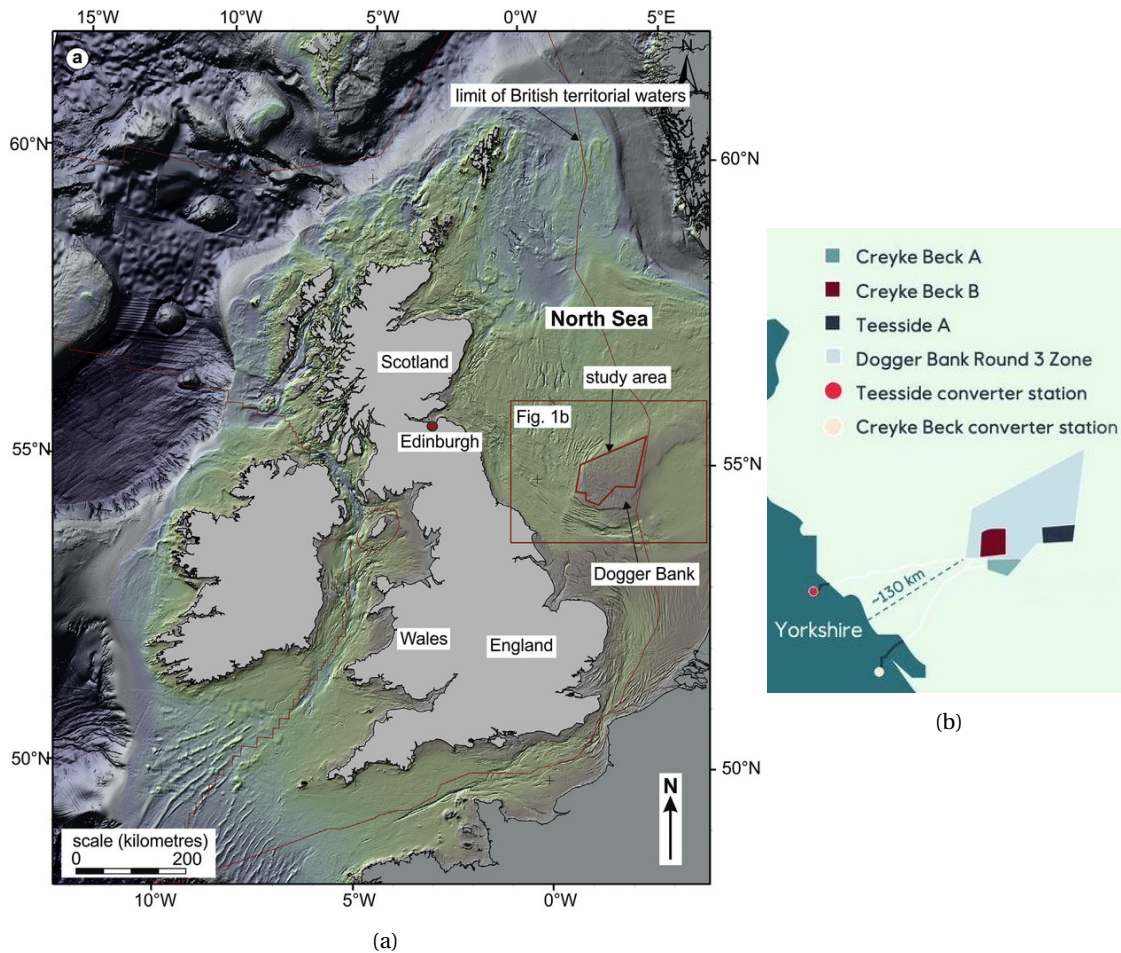 15°W 10°W 5°W 0°W 5°E
a
N
limit of British territorial waters
60°N
60°N
North Sea
study area
Scotland
Fig. 1b
Edinburgh
55°N
55°N
Dogger Bank
Wales
England
50°N
50°N
N
scale (kilometres)
0 200
10°W 5°W 0°W
(a)
Creyke Beck A
Creyke Beck B
Teesside A
Dogger Bank Round 3 Zone
Teesside converter station
Creyke Beck converter station
~130 km
Yorkshire
(b)